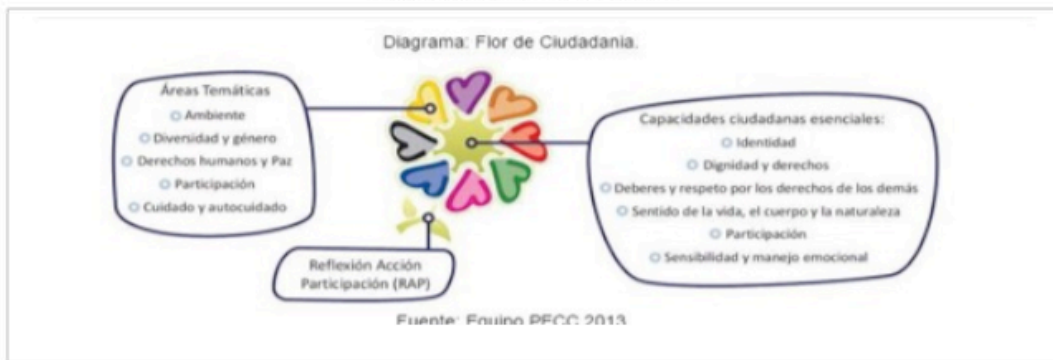 Diagrama: Flor de Ciudadania.
Áreas Temáticas
Ambiente
Diversidad y género
Derechos humanos y Paz
Participación
Cuidado y autocuidado
Capacidades ciudadanas esenciales:
Identidad
Dignidad y derechos
Deberes y respeto por los derechos de los demás
Sentido de la vida, el cuerpo y la naturaleza
Participación
Sensibilidad y manejo emocional
Reflexión Acción
Participación (RAP)
Fuente: Equipo PECC 2013